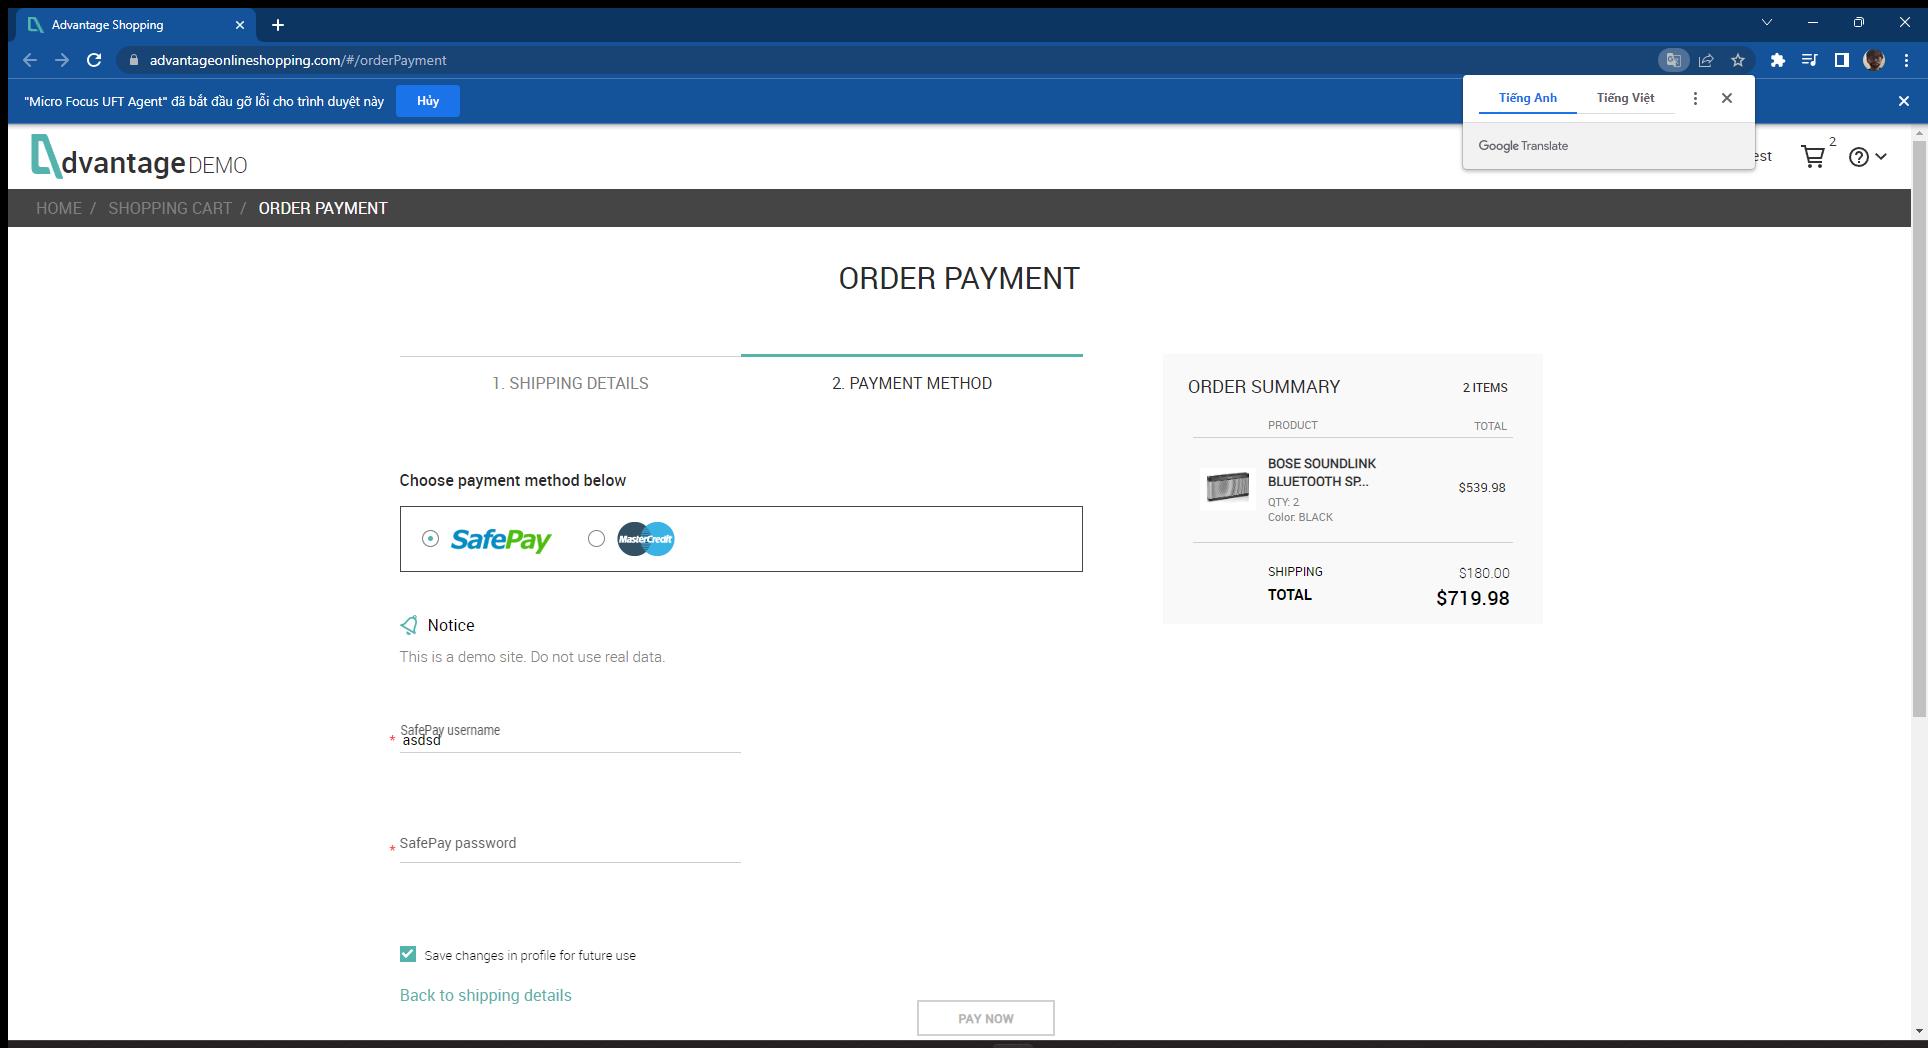 Advantage Shopping
advantageonlineshopping.com/#/orderPayment
"Micro Focus UFT Agent" đã bắt đầu gỡ lỗi cho trình duyệt này
Hủy
Tiếng Anh Tiếng Việt
Google Translate
dvantage DEMO
est
2
HOME / SHOPPING CART / ORDER PAYMENT
ORDER PAYMENT
1. SHIPPING DETAILS
2. PAYMENT METHOD
Choose payment method below
SafePay
MasterCredit
Notice
This is a demo site. Do not use real data.
SafePay username
* asdsd
* SafePay password
Save changes in profile for future use
Back to shipping details
PAY NOW
ORDER SUMMARY 2 ITEMS
PRODUCT TOTAL
BOSE SOUNDLINK
BLUETOOTH SP...
$539.98
QTY: 2
Color: BLACK
SHIPPING $180.00
TOTAL $719.98